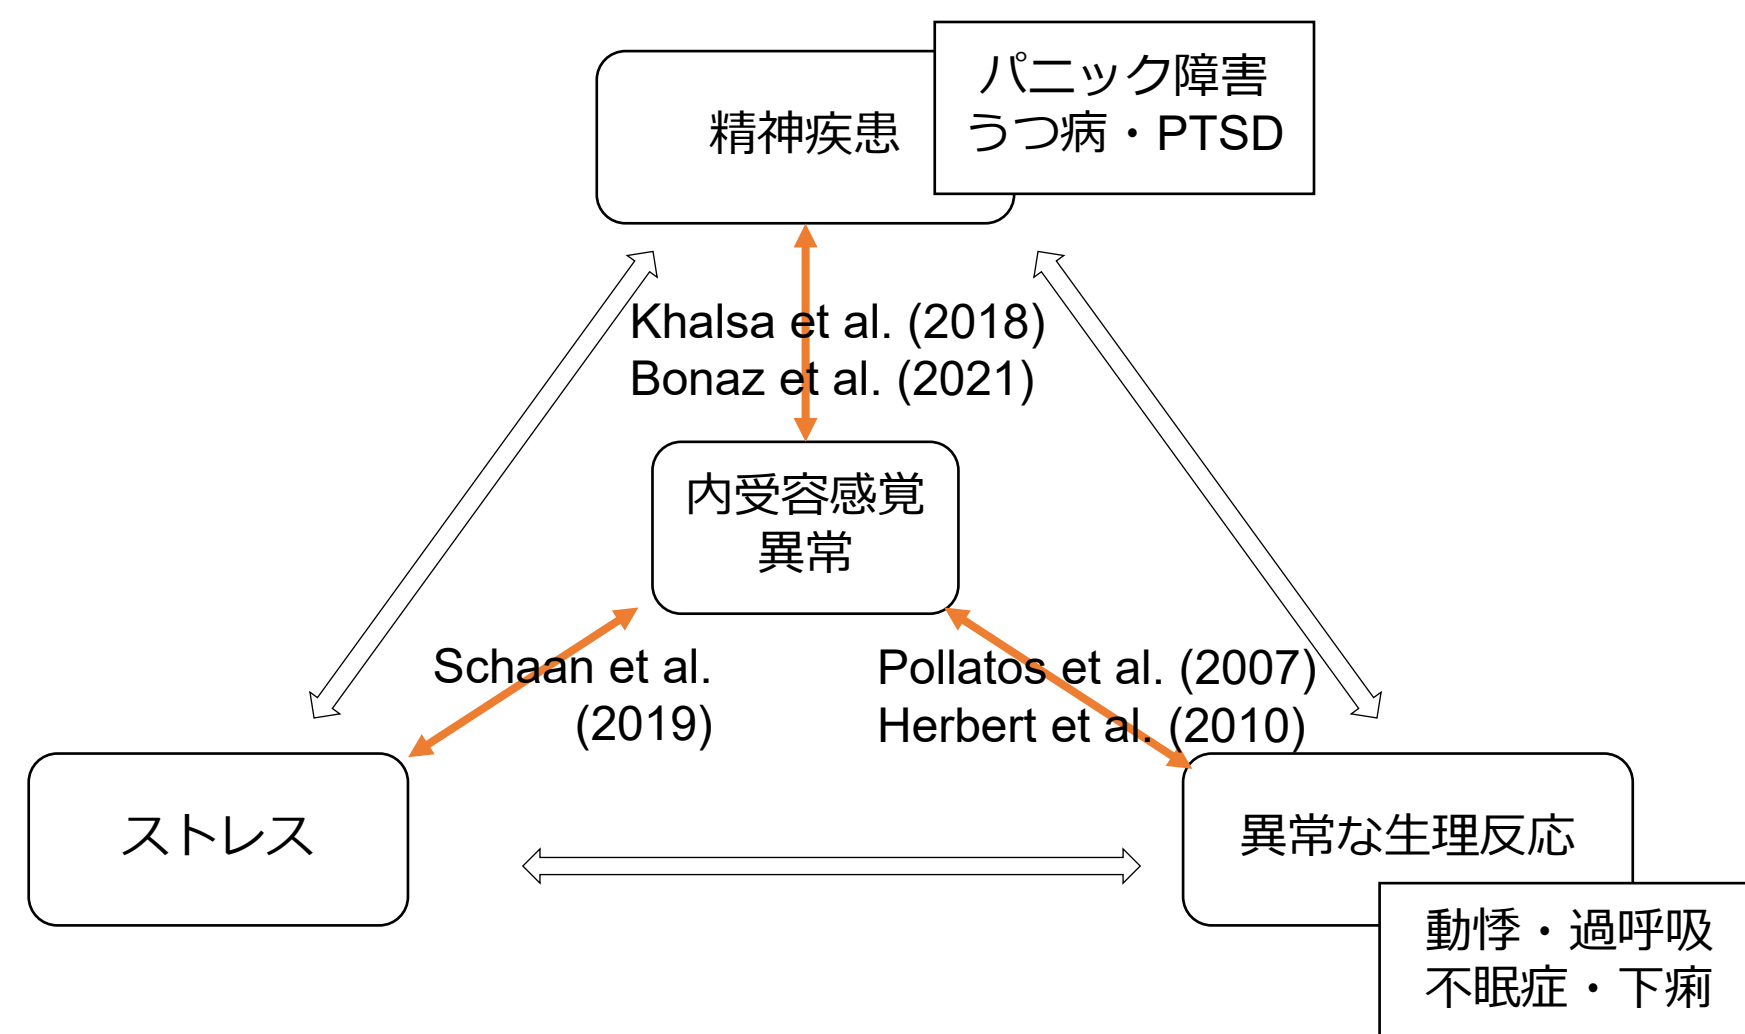 パニック障害
うつ病・PTSD
精神疾患
Khalsa et al. (2018)
Bonaz et al. (2021)
内受容感覚
異常
Schaan et al.
(2019)
Pollatos et al. (2007)
Herbert et al. (2010)
ストレス
異常な生理反応
動悸・過呼吸
不眠症・下痢